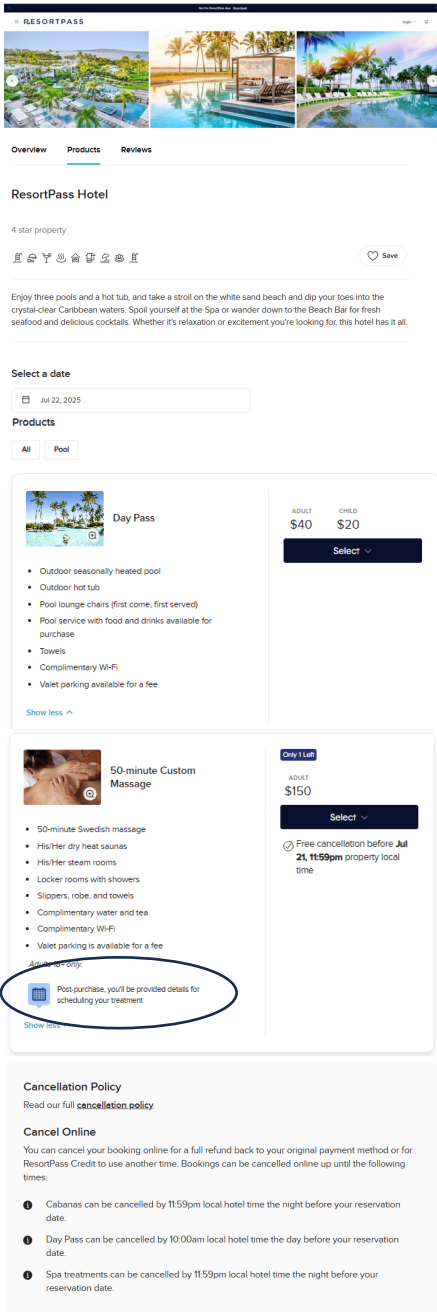 Get the ResortPass App Download
RESORTPASS
Login
Overview Products Reviews
ResortPass Hotel
4 star property
Save
Enjoy three pools and a hot tub, and take a stroll on the white sand beach and dip your toes into the
crystal-clear Caribbean waters. Spoil yourself at the Spa or wander down to the Beach Bar for fresh
seafood and delicious cocktails. Whether it's relaxation or excitement you're looking for, this hotel has it all.
Select a date
Jul 22, 2025
Products
All Pool
Day Pass
ADULT CHILD
$40 $20
Select
• Outdoor seasonally heated pool
• Outdoor hot tub
• Pool lounge chairs (first come, first served)
• Pool service with food and drinks available for
purchase
• Towels
• Complimentary Wi-Fi
• Valet parking available for a fee
Show less
50-minute Custom
Massage
Only 1 Left
ADULT
$150
Select
Free cancellation before Jul
21, 11:59pm property local
time
• 50-minute Swedish massage
• His/Her dry heat saunas
• His/Her steam rooms
• Locker rooms with showers
• Slippers, robe, and towels
• Complimentary water and tea
• Complimentary Wi-Fi
• Valet parking is available for a fee
Adults 18+ only.
Post-purchase, you'll be provided details for
scheduling your treatment
Show less
Cancellation Policy
Read our full cancellation policy
Cancel Online
You can cancel your booking online for a full refund back to your original payment method or for
ResortPass Credit to use another time. Bookings can be cancelled online up until the following
times:
Cabanas can be cancelled by 11:59pm local hotel time the night before your reservation
date.
Day Pass can be cancelled by 10:00am local hotel time the day before your reservation
date.
Spa treatments can be cancelled by 11:59pm local hotel time the night before your
reservation date.